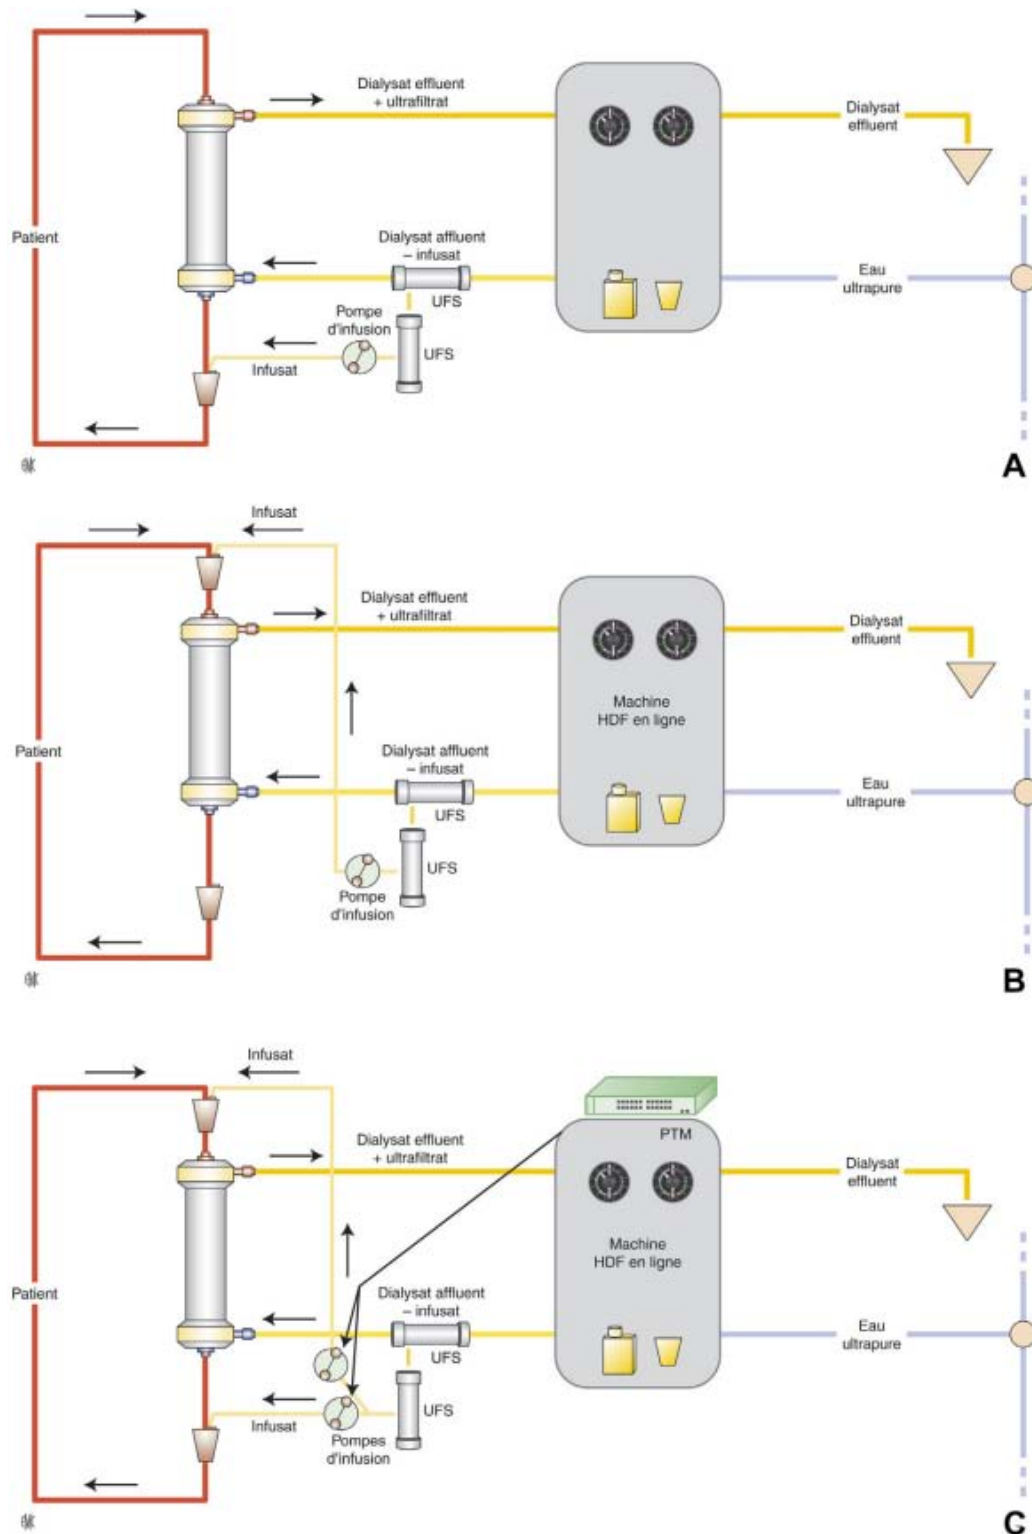 Dialysat effluent
+ ultrafiltrat
Dialysat
effluent
Patient
Dialysat affluent
– infusat
UFS
Eau
ultrapure
Pompe
d'infusion
UFS
Infusat
A
Infusat
Dialysat effluent
+ ultrafiltrat
Dialysat
effluent
Machine
HDF en ligne
Patient
Dialysat affluent
– infusat
UFS
Eau
ultrapure
UFS
Pompe
d'infusion
B
Infusat
PTM
Dialysat effluent
+ ultrafiltrat
Dialysat
effluent
Machine
HDF en ligne
Patient
Dialysat affluent
– infusat
UFS
Eau
ultrapure
UFS
Infusat
Pompes
d'infusion
C